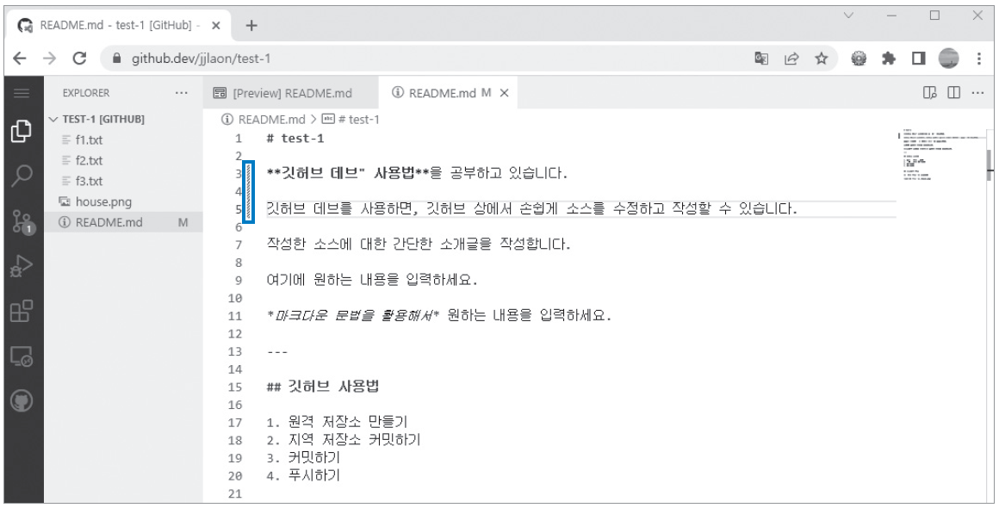 README.md - test-1 [GitHub] -
github.dev/jjlaon/test-1
EXPLORER
[Preview] README.md
README.md M
TEST-1 [GITHUB]
README.md > # test-1
f1.txt
f2.txt
f3.txt
house.png
README.md M
1
1 # test-1
2
3 **깃허브 데브" 사용법**을 공부하고 있습니다.
4
5 깃허브 데브를 사용하면, 깃허브 상에서 손쉽게 소스를 수정하고 작성할 수 있습니다.
6
7 작성한 소스에 대한 간단한 소개글을 작성합니다.
8
9 여기에 원하는 내용을 입력하세요.
10
11 *마크다운 문법을 활용해서* 원하는 내용을 입력하세요.
12
13 ---
14
15 ## 깃허브 사용법
16
17 1. 원격 저장소 만들기
18 2. 지역 저장소 커밋하기
19 3. 커밋하기
20 4. 푸시하기
21